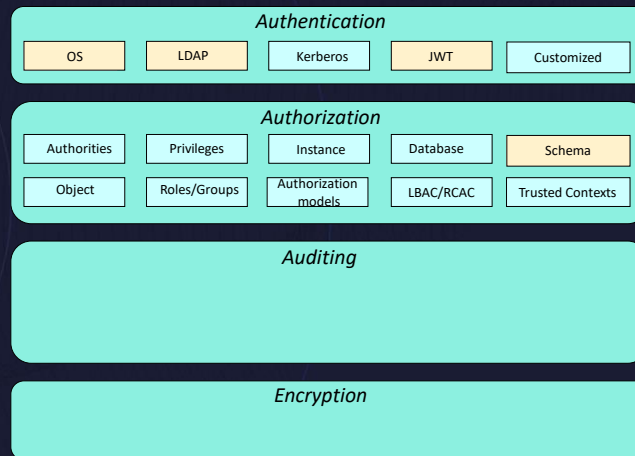 Authentication
OS LDAP Kerberos JWT Customized
Authorization
Authorities Privileges Instance Database Schema
Object Roles/Groups Authorization models LBAC/RCAC Trusted Contexts
Auditing
Encryption